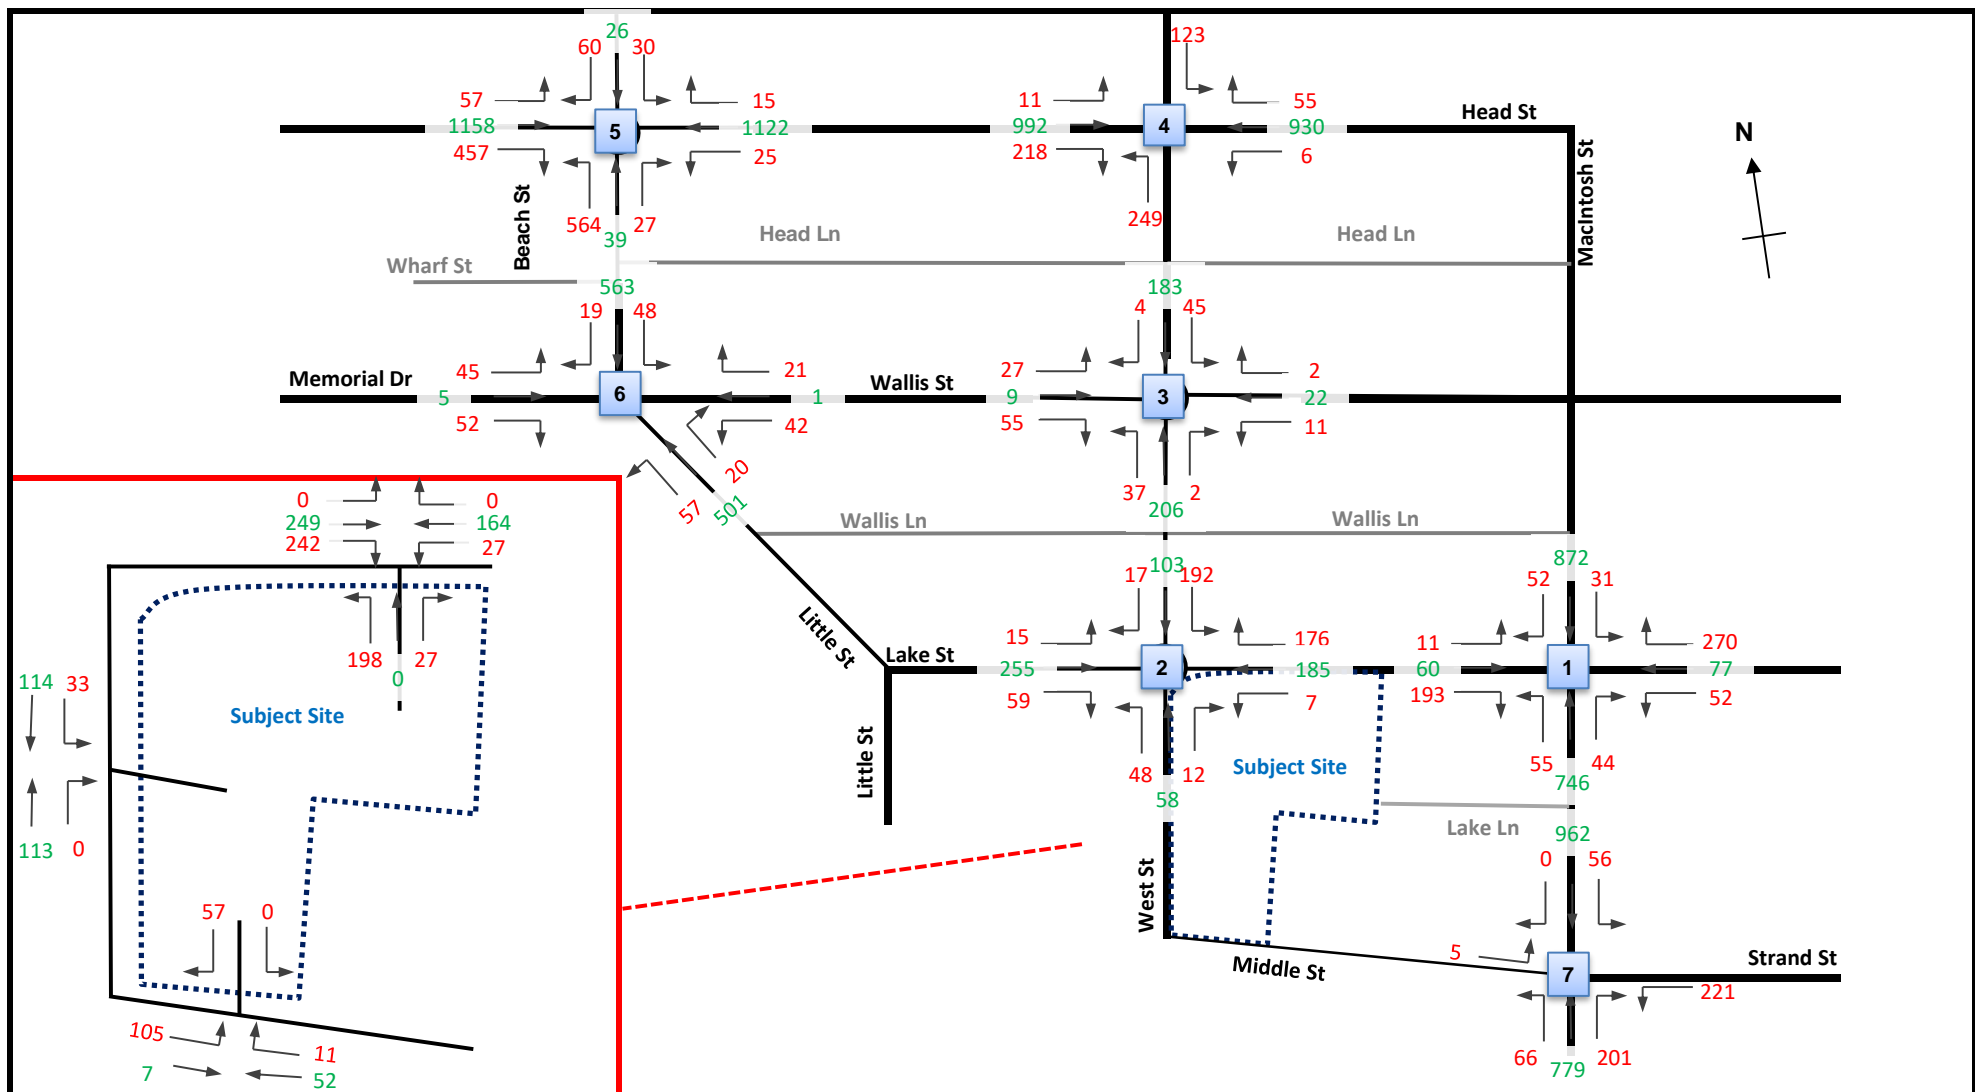 26
60 30
123
57 15 11 55
Head St
1158 5 1122 992 4 930
457 25 218 6
N
MacIntosh St
Beach St
564 27 249
39
Head Ln Head Ln
Wharf St
563 183
19 48 4 45
45 21 27 2
Memorial Dr Wallis St
5 6 1 9 3 22
52 42 55 11
20
57 501
37 2
206
Wallis Ln Wallis Ln
103 872
17 192 52 31
15 176 11 270
Little St
Lake St
255 2 185 60 1 77
59 7 193 52
48 12 55 44
58 746
Subject Site
Little St
Lake Ln
962
0 56
West St
5
Middle St
7
Strand St
221
66 201
779
0 0
249 164
242 27
198 27
0
114 33
Subject Site
113 0
57 0
105 11
7 52